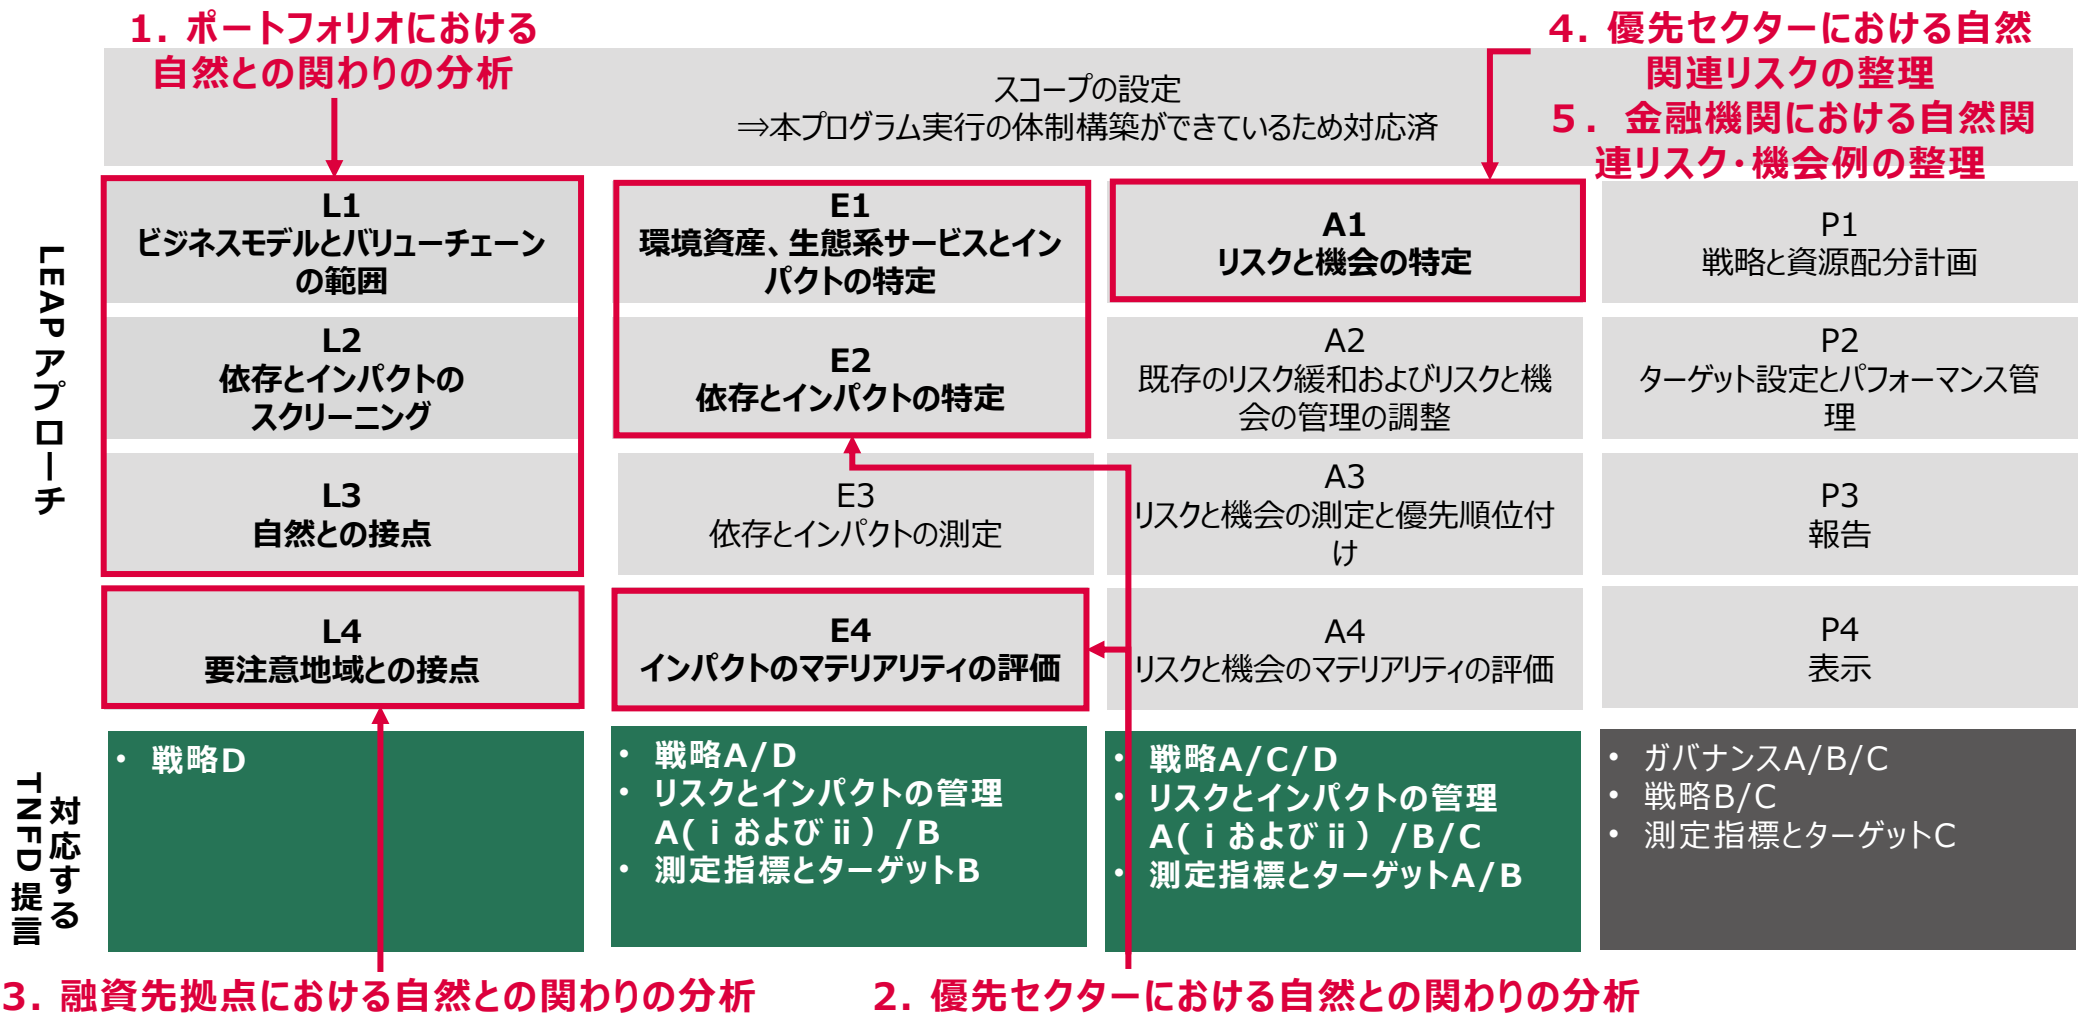 1. ポートフォリオにおける
自然との関わりの分析
4. 優先セクターにおける自然
関連リスクの整理
5. 金融機関における自然関
連リスク・機会例の整理
スコープの設定
⇒本プログラム実行の体制構築ができているため対応済
LEAPアプローチ
L1
ビジネスモデルとバリューチェーン
の範囲
E1
環境資産、生態系サービスとイン
パクトの特定
A1
リスクと機会の特定
P1
戦略と資源配分計画
L2
依存とインパクトの
スクリーニング
E2
依存とインパクトの特定
A2
既存のリスク緩和およびリスクと機
会の管理の調整
P2
ターゲット設定とパフォーマンス管
理
L3
自然との接点
E3
依存とインパクトの測定
A3
リスクと機会の測定と優先順位付
け
P3
報告
L4
要注意地域との接点
E4
インパクトのマテリアリティの評価
A4
リスクと機会のマテリアリティの評価
P4
表示
対応する
TNFD提言
• 戦略D
• 戦略A/D
• リスクとインパクトの管理
A(ⅰおよびⅱ）/B
• 測定指標とターゲットB
• 戦略A/C/D
• リスクとインパクトの管理
A(ⅰおよびⅱ）/B/C
• 測定指標とターゲットA/B
• ガバナンスA/B/C
• 戦略B/C
• 測定指標とターゲットC
3. 融資先拠点における自然との関わりの分析
2. 優先セクターにおける自然との関わりの分析